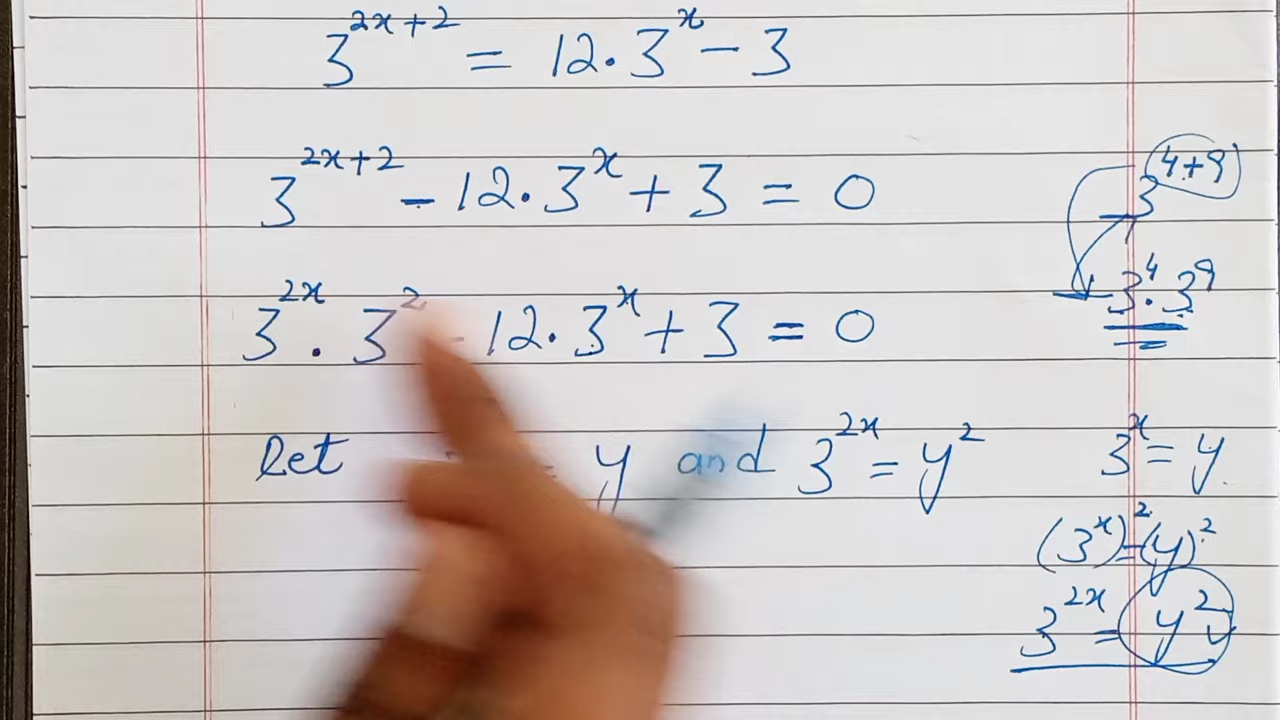 3^{2x+2} = 12·3^x − 3
3^{2x+2} − 12·3^x + 3 = 0
3^{2x} · 3^2 − 12·3^x + 3 = 0
let = y and 3^{2x} = y^2
3^{4+9}
3^4 · 3^9
3^x = y
(3^x)^2 = (y)^2
3^{2x} = y^2